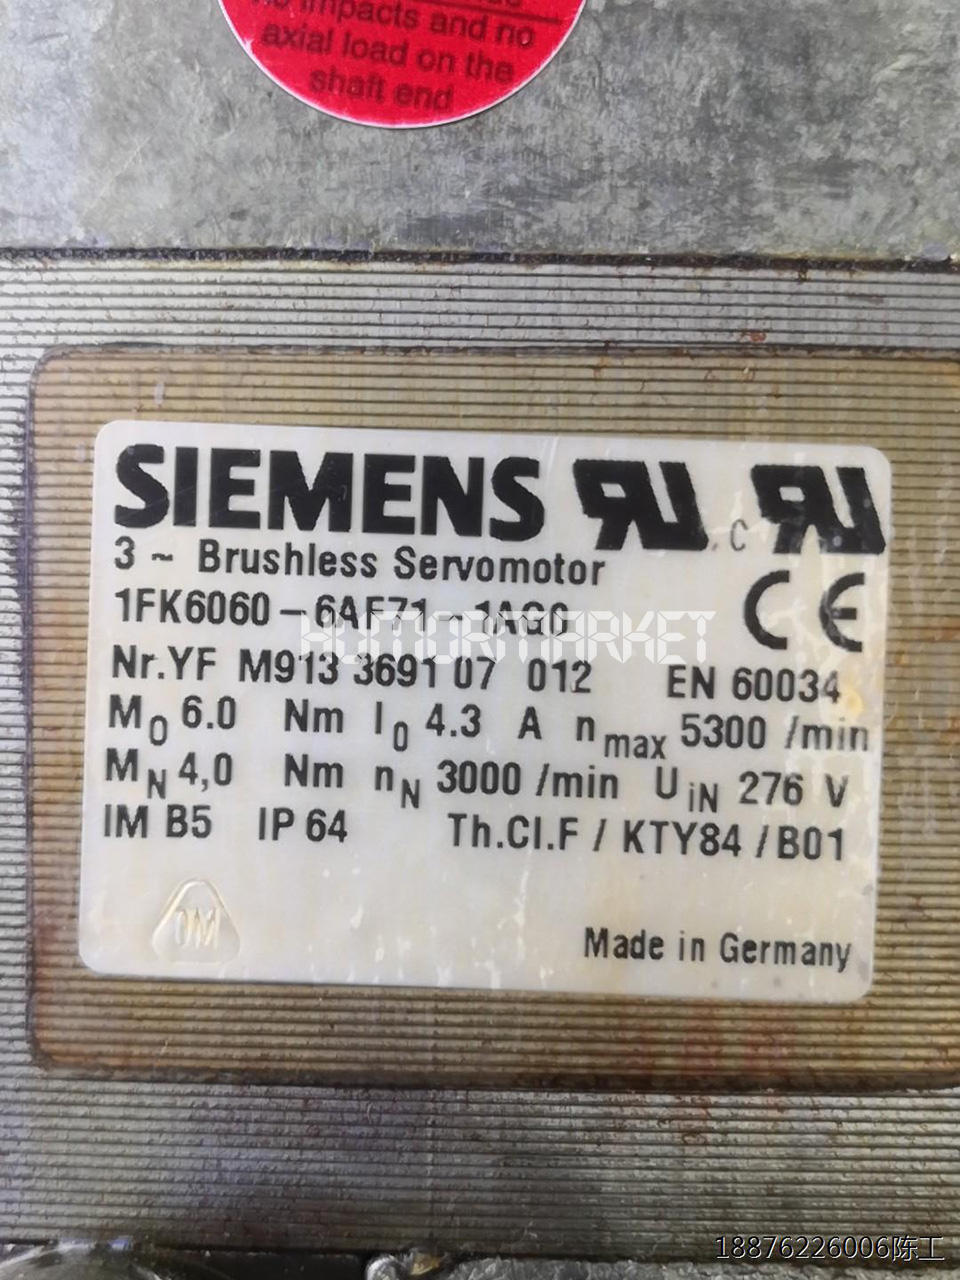 no impacts and no
axial load on the
shaft end
SIEMENS
3 ~ Brushless Servomotor
1FK6060-6AF71-1AG0
HUMORMARKET
Nr.YF M913 3691 07 012 EN 60034
M0 6.0 Nm I0 4.3 A nmax 5300 /min
MN 4,0 Nm nN 3000 /min UiN 276 V
IM B5 IP 64 Th.Cl.F / KTY84 / B01
Made in Germany
18876226006陈工